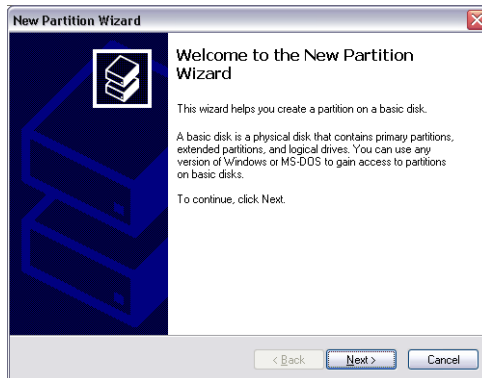 New Partition Wizard
Welcome to the New Partition
Wizard
This wizard helps you create a partition on a basic disk.
A basic disk is a physical disk that contains primary partitions,
extended partitions, and logical drives. You can use any
version of Windows or MS-DOS to gain access to partitions
on basic disks.
To continue, click Next.
< Back
Next >
Cancel